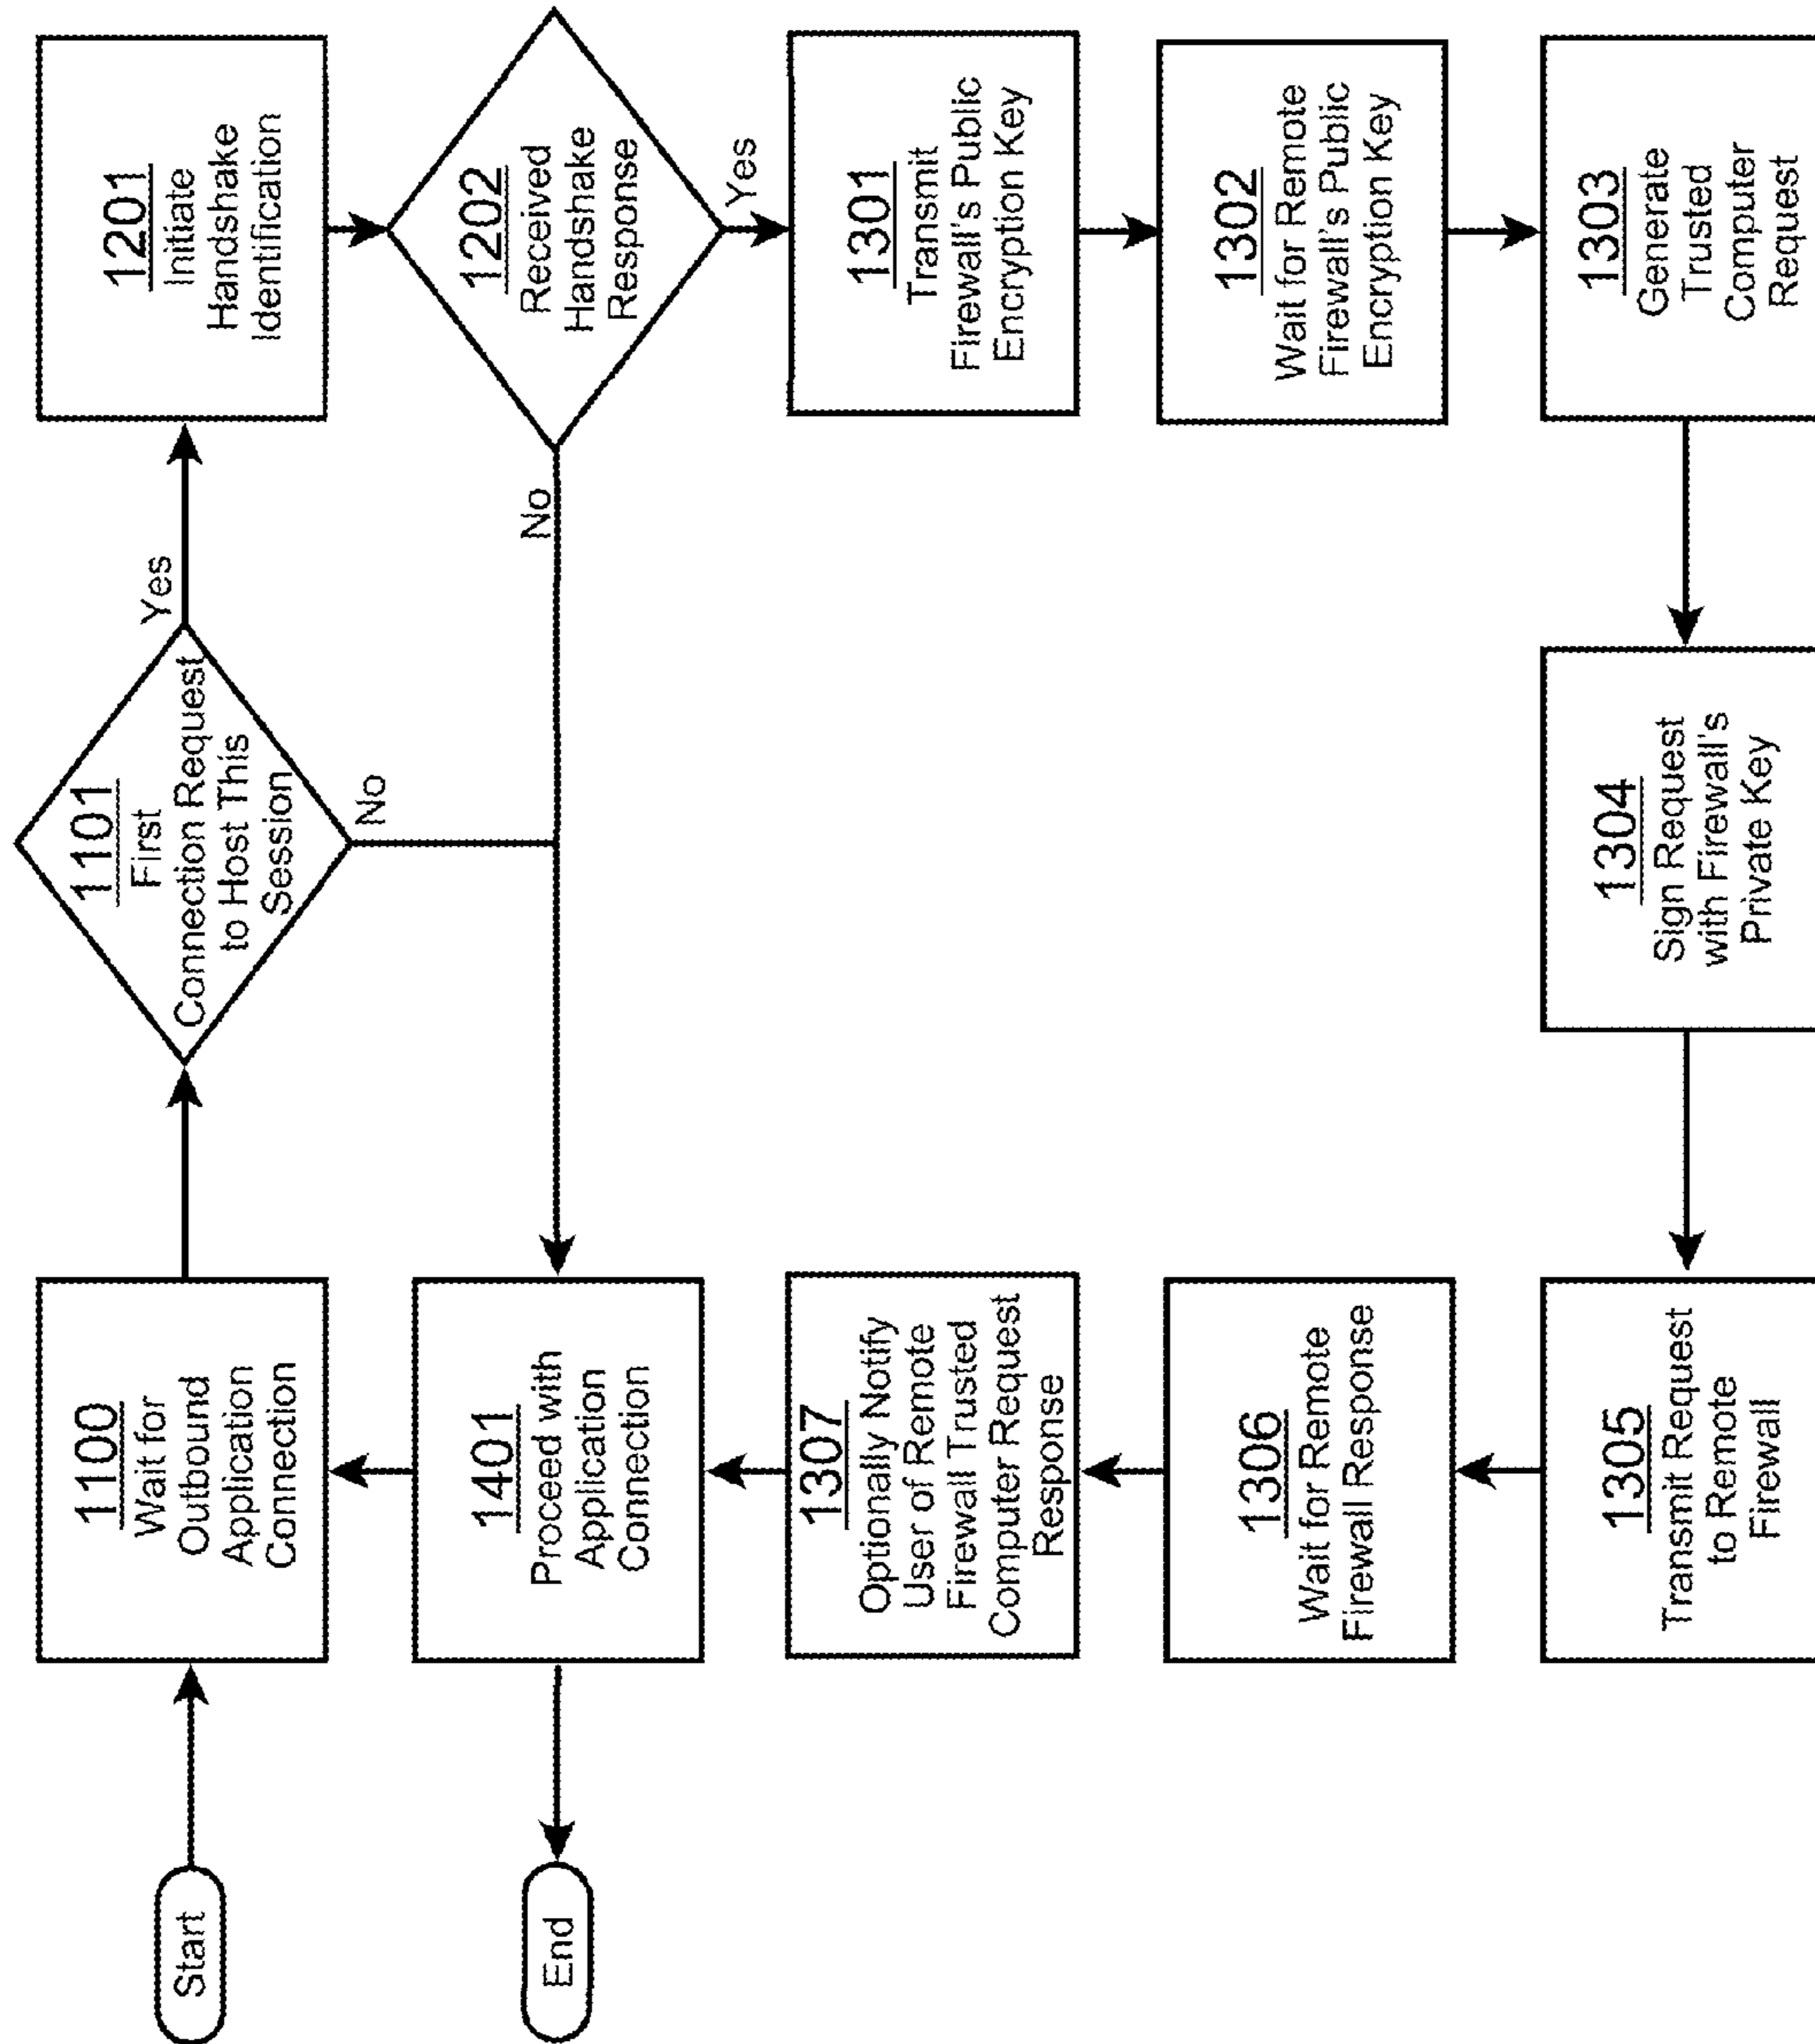 Start
1100
Wait for
Outbound
Application
Connection
1101
First
Connection Request
to Host This
Session
Yes
No
1201
Initiate
Handshake
Identification
End
1401
Proceed with
Application
Connection
No
1202
Received
Handshake
Response
Yes
1307
Optionally Notify
User of Remote
Firewall Trusted
Computer Request
Response
1301
Transmit
Firewall's Public
Encryption Key
1306
Wait for Remote
Firewall Response
1302
Wait for Remote
Firewall's Public
Encryption Key
1305
Transmit Request
to Remote
Firewall
1304
Sign Request
with Firewall's
Private Key
1303
Generate
Trusted
Computer
Request